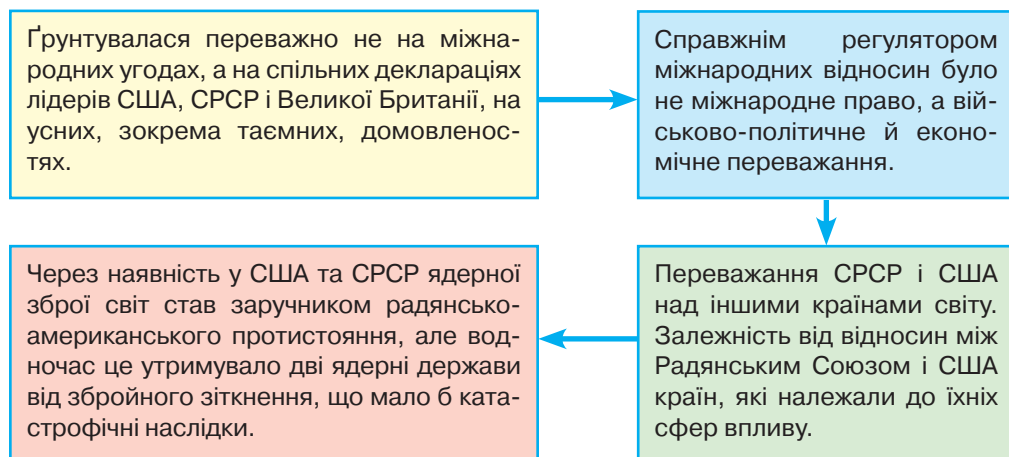 Ґрунтувалася переважно не на міжна-
родних угодах, а на спільних деклараціях
лідерів США, СРСР і Великої Британії, на
усних, зокрема таємних, домовленос-
тях.
Справжнім регулятором
міжнародних відносин було
не міжнародне право, а вій-
ськово-політичне й еконо-
мічне переважання.
Переважання СРСР і США
над іншими країнами світу.
Залежність від відносин між
Радянським Союзом і США
країн, які належали до їхніх
сфер впливу.
Через наявність у США та СРСР ядерної
зброї світ став заручником радянсько-
американського протистояння, але вод-
ночас це утримувало дві ядерні держави
від збройного зіткнення, що мало б ката-
строфічні наслідки.